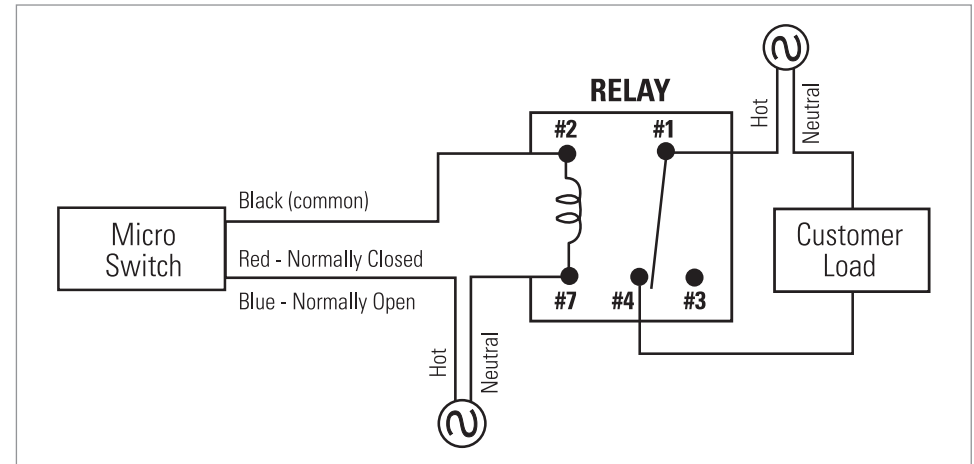 RELAY
#2
#1
Hot
Neutral
Black (common)
Micro
Switch
Red - Normally Closed
Blue - Normally Open
#7
#4
#3
Customer
Load
Hot
Neutral